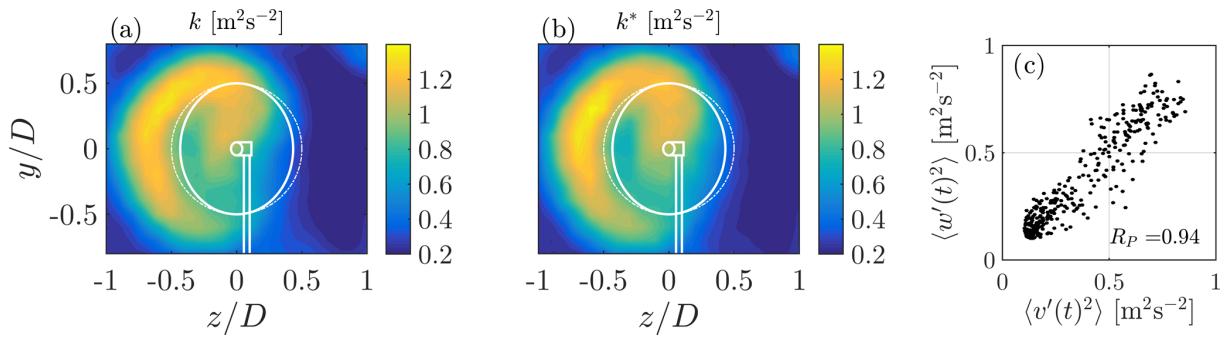 (a) k [m²s⁻²]
y/D
0.5
0
-0.5
-1 -0.5 0 0.5 1
z/D
1.2
1
0.8
0.6
0.4
0.2
(b) k* [m²s⁻²]
-1 -0.5 0 0.5 1
z/D
1.2
1
0.8
0.6
0.4
0.2
(c)
⟨w′(t)²⟩ [m²s⁻²]
1
0.5
0
R_P =0.94
0 0.5 1
⟨v′(t)²⟩ [m²s⁻²]